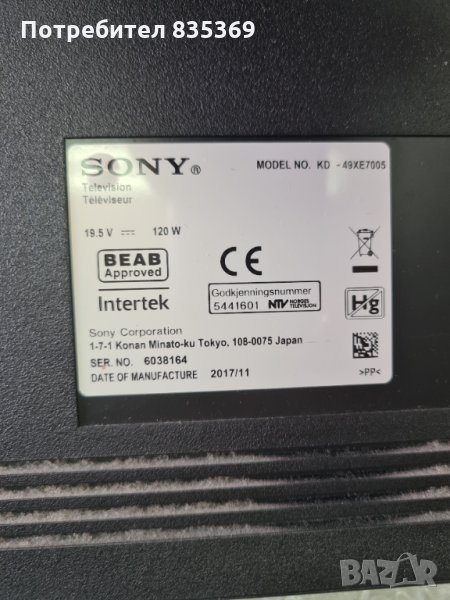 Потребител 835369
SONY®
MODEL NO. KD -49XE7005
Television
Téléviseur
19.5 V 120 W
BEAB
Approved
CE
Intertek
Godkjenningsnummer
5441601 NTV NORGES TELEVISJON
Hg
Sony Corporation
1-7-1 Konan Minato-ku Tokyo, 108-0075 Japan
SER. NO. 6038164
DATE OF MANUFACTURE 2017/11
>PP<
BAZAR